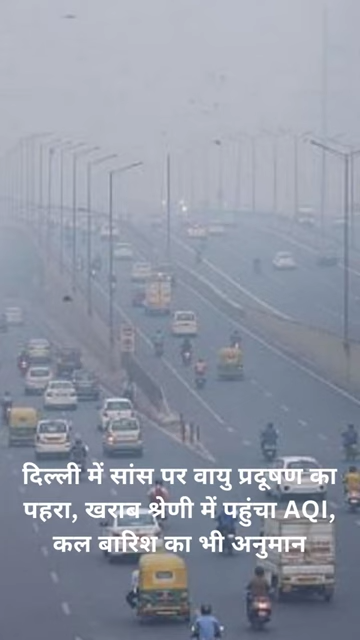 दिल्ली में सांस पर वायु प्रदूषण का
पहरा, खराब श्रेणी में पहुंचा AQI,
कल बारिश का भी अनुमान